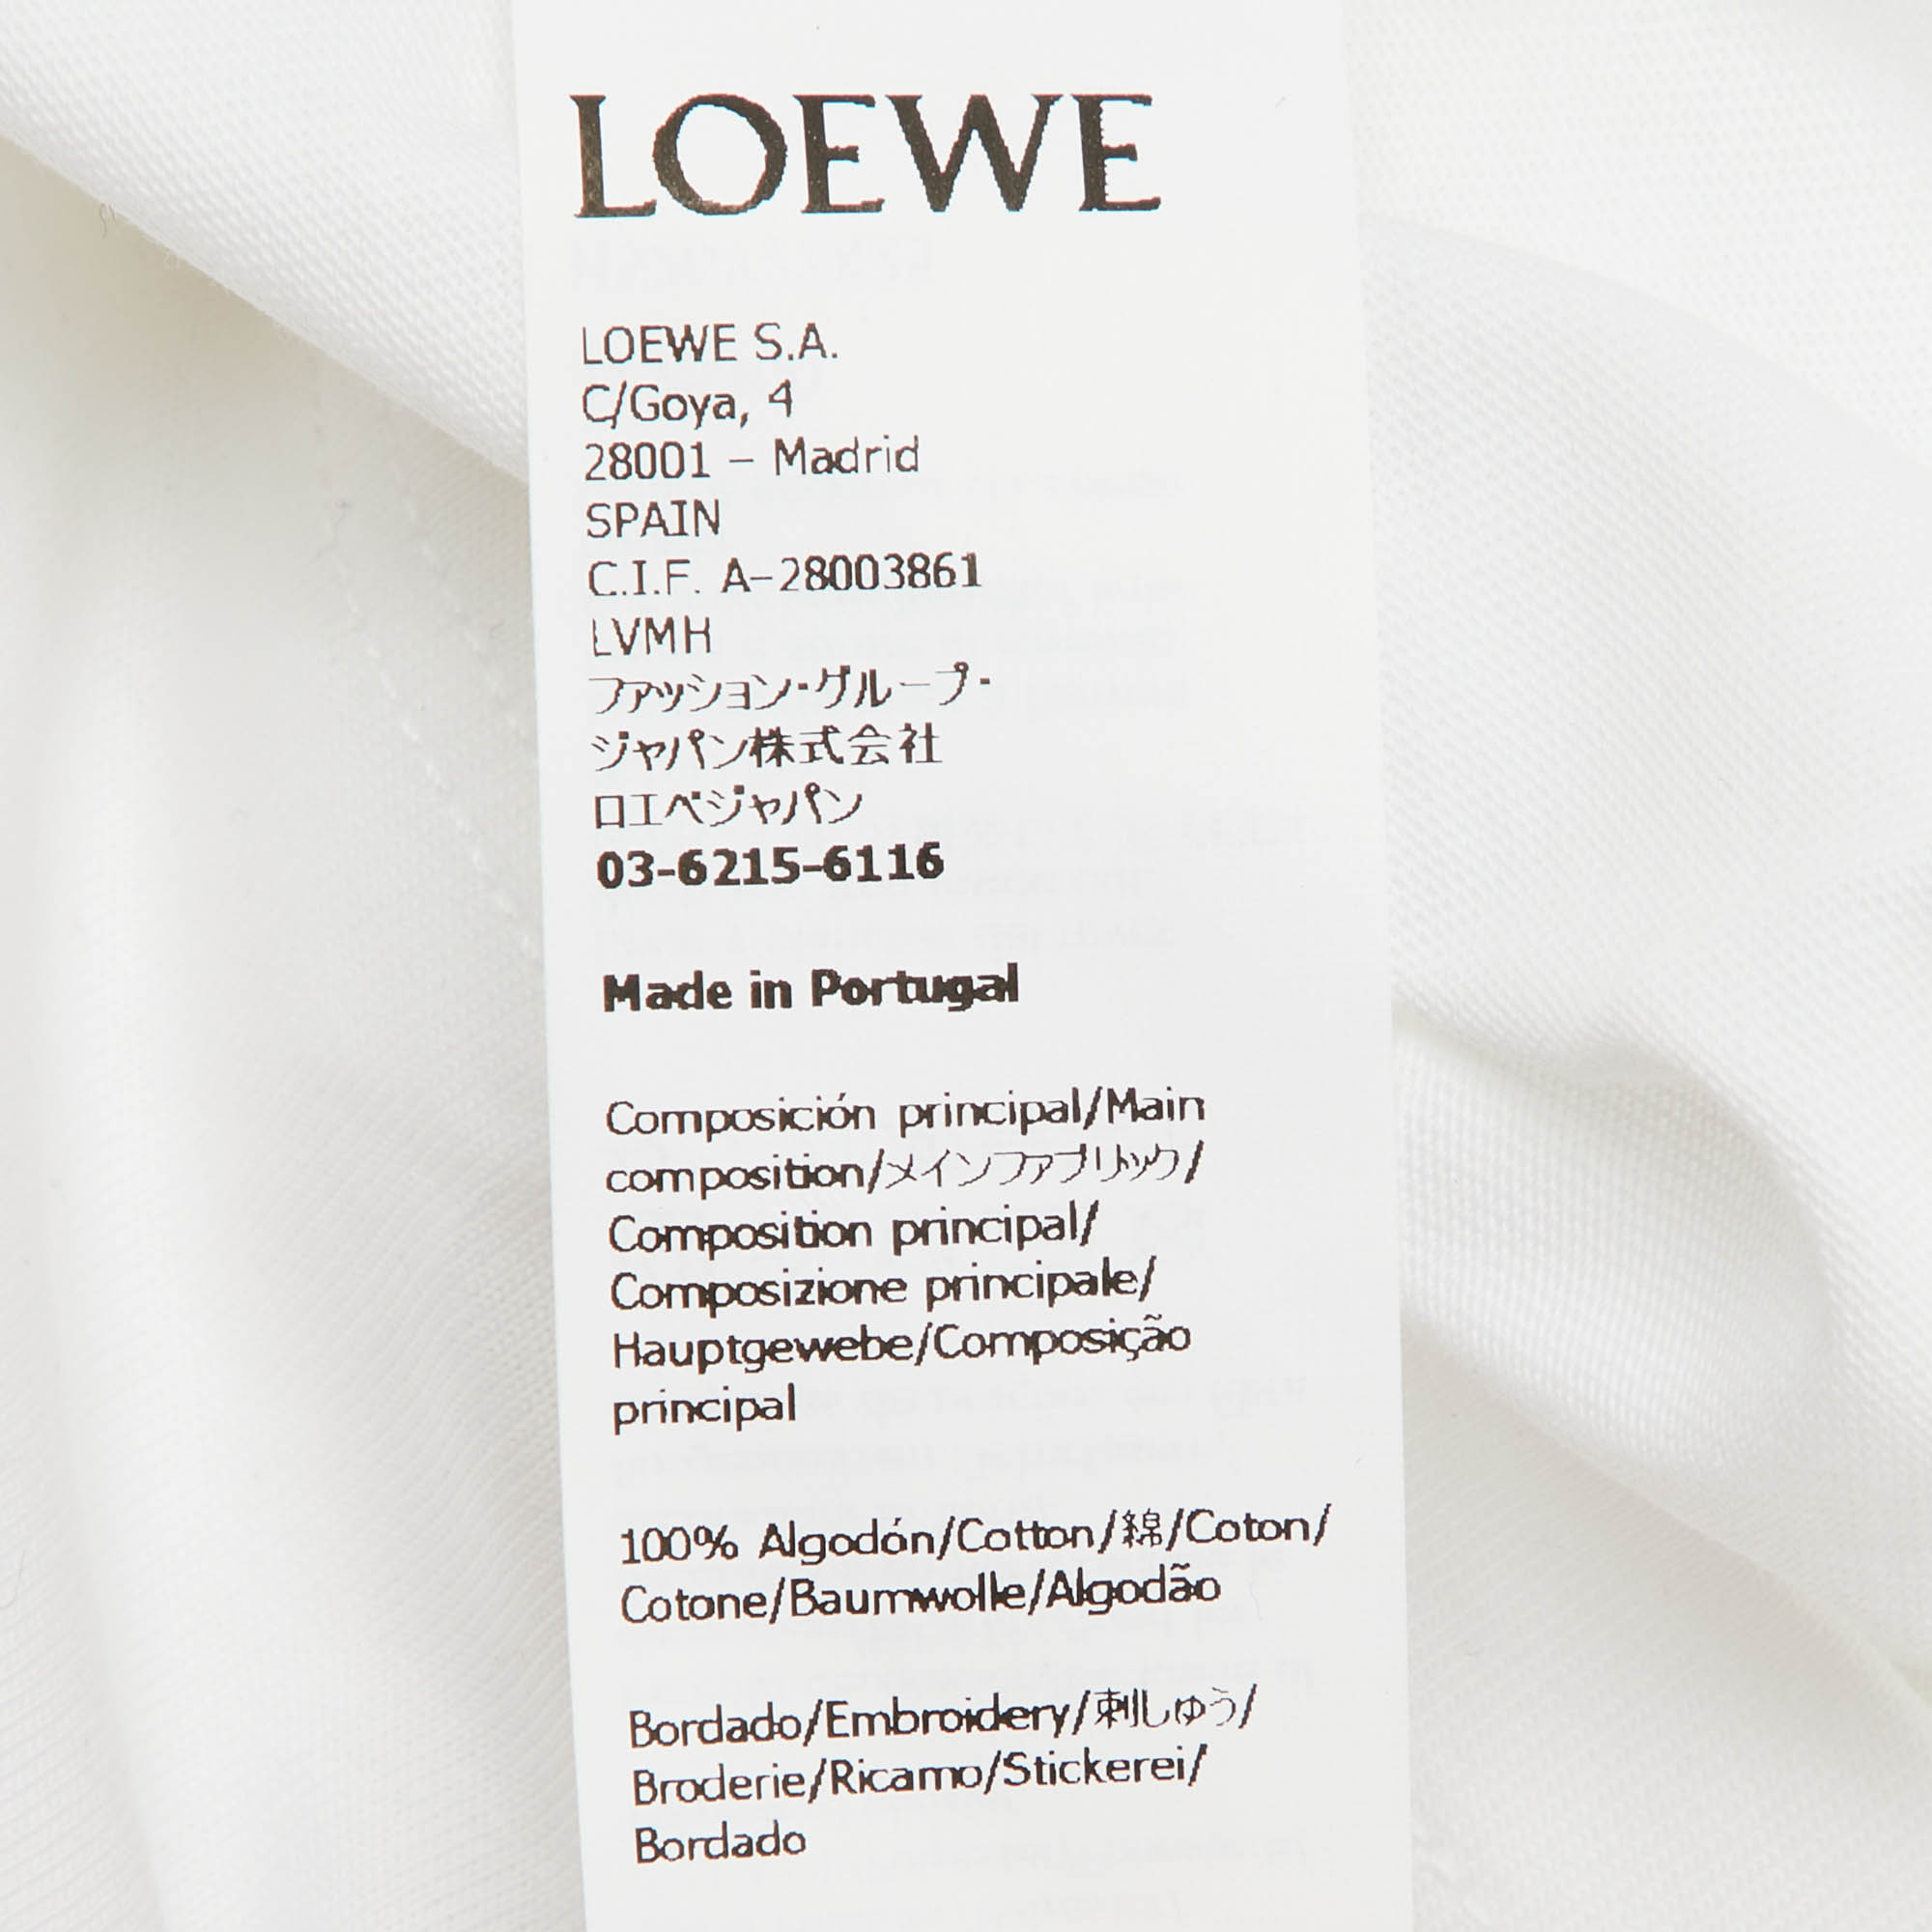 LOEWE
LOEWE S.A.
C/Goya, 4
28001 – Madrid
SPAIN
C.I.F. A-28003861
LVMH
ファッション・グループ・
ジャパン株式会社
ロエベジャパン
03-6215-6116
Made in Portugal
Composición principal/Main
composition/メインファブリック/
Composition principal/
Composizione principale/
Hauptgewebe/Composição
principal
100% Algodón/Cotton/綿/Coton/
Cotone/Baumwolle/Algodão
Bordado/Embroidery/刺しゅう/
Broderie/Ricamo/Stickerei/
Bordado